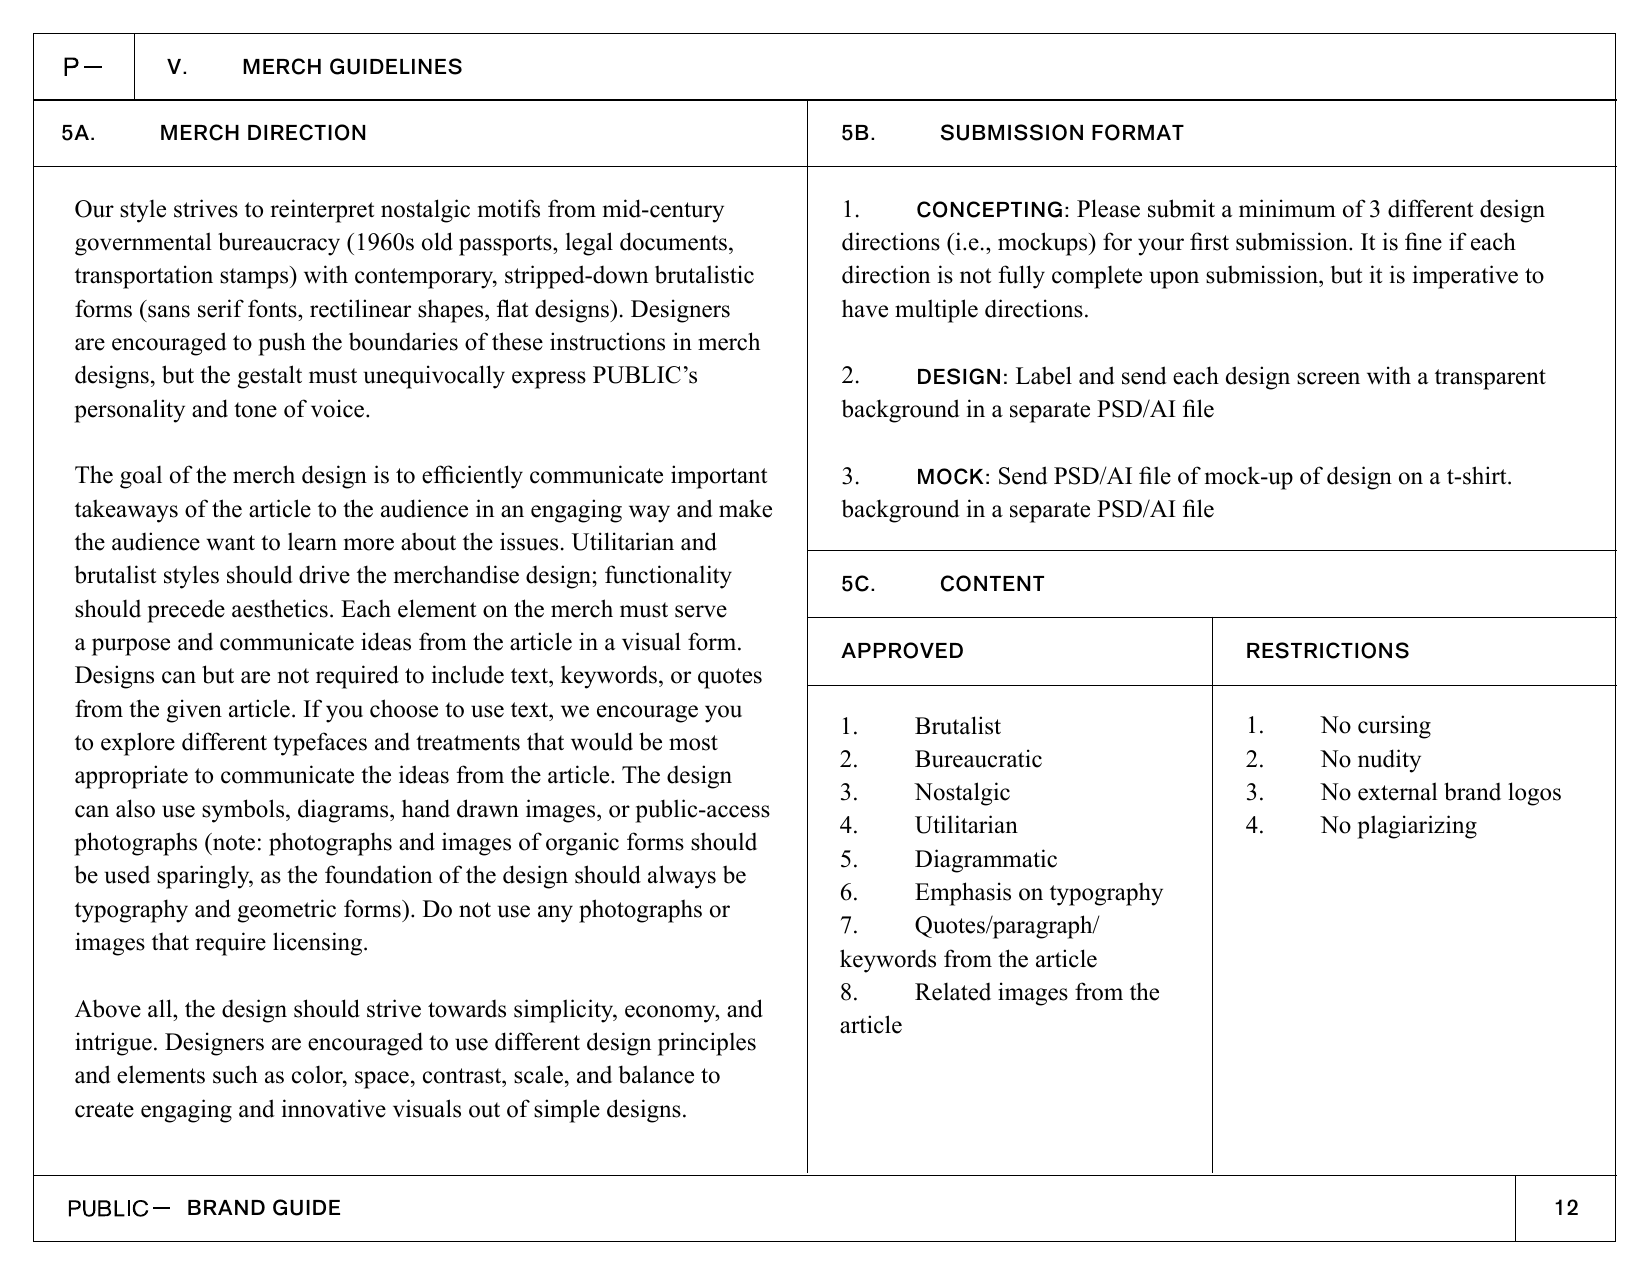 P—
V. MERCH GUIDELINES
5A. MERCH DIRECTION
Our style strives to reinterpret nostalgic motifs from mid-century
governmental bureaucracy (1960s old passports, legal documents,
transportation stamps) with contemporary, stripped-down brutalistic
forms (sans serif fonts, rectilinear shapes, flat designs). Designers
are encouraged to push the boundaries of these instructions in merch
designs, but the gestalt must unequivocally express PUBLIC’s
personality and tone of voice.
The goal of the merch design is to efficiently communicate important
takeaways of the article to the audience in an engaging way and make
the audience want to learn more about the issues. Utilitarian and
brutalist styles should drive the merchandise design; functionality
should precede aesthetics. Each element on the merch must serve
a purpose and communicate ideas from the article in a visual form.
Designs can but are not required to include text, keywords, or quotes
from the given article. If you choose to use text, we encourage you
to explore different typefaces and treatments that would be most
appropriate to communicate the ideas from the article. The design
can also use symbols, diagrams, hand drawn images, or public-access
photographs (note: photographs and images of organic forms should
be used sparingly, as the foundation of the design should always be
typography and geometric forms). Do not use any photographs or
images that require licensing.
Above all, the design should strive towards simplicity, economy, and
intrigue. Designers are encouraged to use different design principles
and elements such as color, space, contrast, scale, and balance to
create engaging and innovative visuals out of simple designs.
5B. SUBMISSION FORMAT
1. CONCEPTING: Please submit a minimum of 3 different design
directions (i.e., mockups) for your first submission. It is fine if each
direction is not fully complete upon submission, but it is imperative to
have multiple directions.
2. DESIGN: Label and send each design screen with a transparent
background in a separate PSD/AI file
3. MOCK: Send PSD/AI file of mock-up of design on a t-shirt.
background in a separate PSD/AI file
5C. CONTENT
APPROVED
1. Brutalist
2. Bureaucratic
3. Nostalgic
4. Utilitarian
5. Diagrammatic
6. Emphasis on typography
7. Quotes/paragraph/
keywords from the article
8. Related images from the
article
RESTRICTIONS
1. No cursing
2. No nudity
3. No external brand logos
4. No plagiarizing
PUBLIC— BRAND GUIDE
12